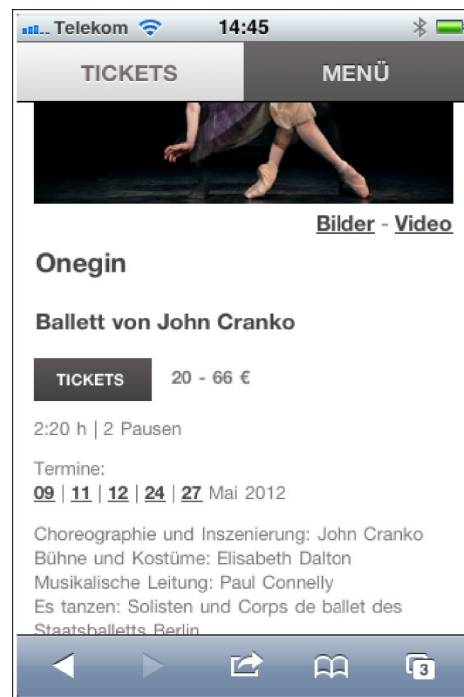 Telekom 14:45
TICKETS MENÜ
Bilder - Video
Onegin
Ballett von John Cranko
TICKETS 20 - 66 €
2:20 h | 2 Pausen
Termine:
09 | 11 | 12 | 24 | 27 Mai 2012
Choreographie und Inszenierung: John Cranko
Bühne und Kostüme: Elisabeth Dalton
Musikalische Leitung: Paul Connelly
Es tanzen: Solisten und Corps de ballet des
Staatsballetts Berlin
3